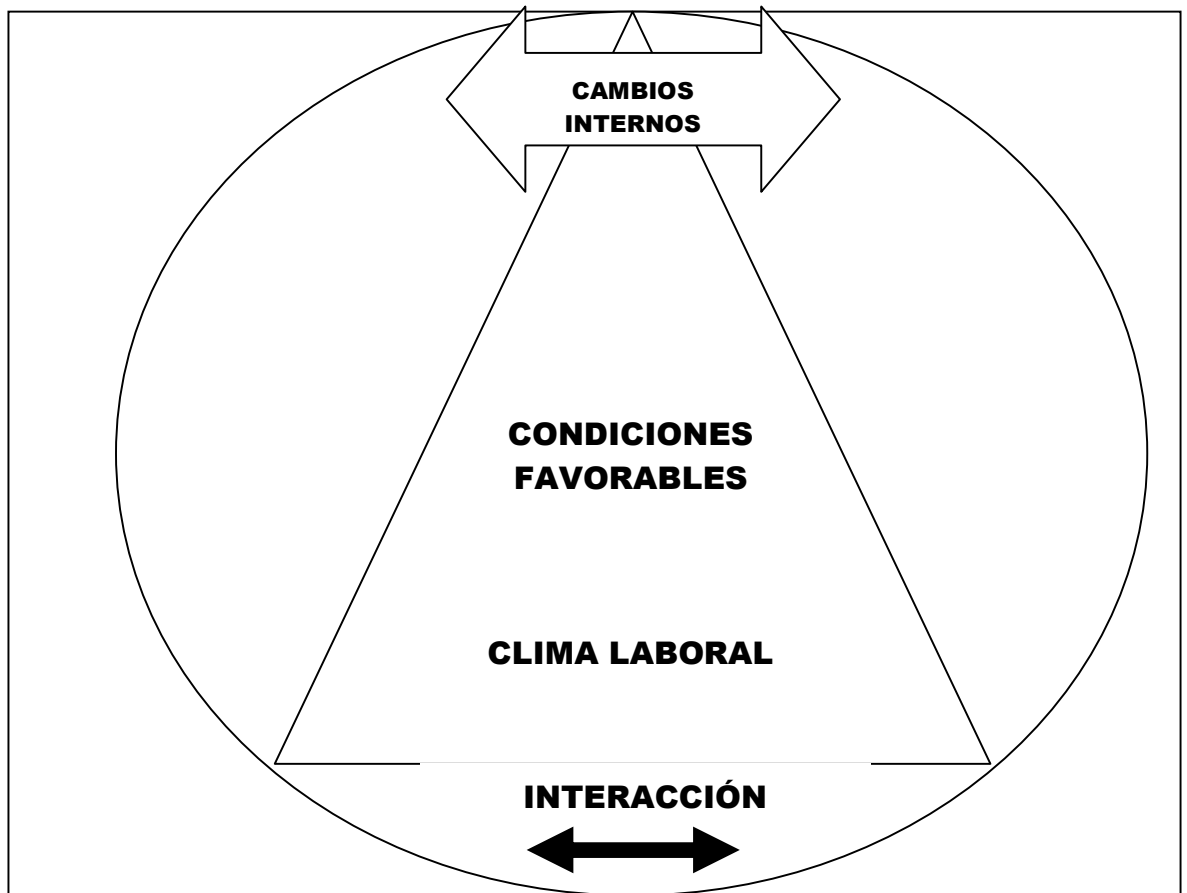 CAMBIOS
INTERNOS
CONDICIONES
FAVORABLES
CLIMA LABORAL
INTERACCIÓN